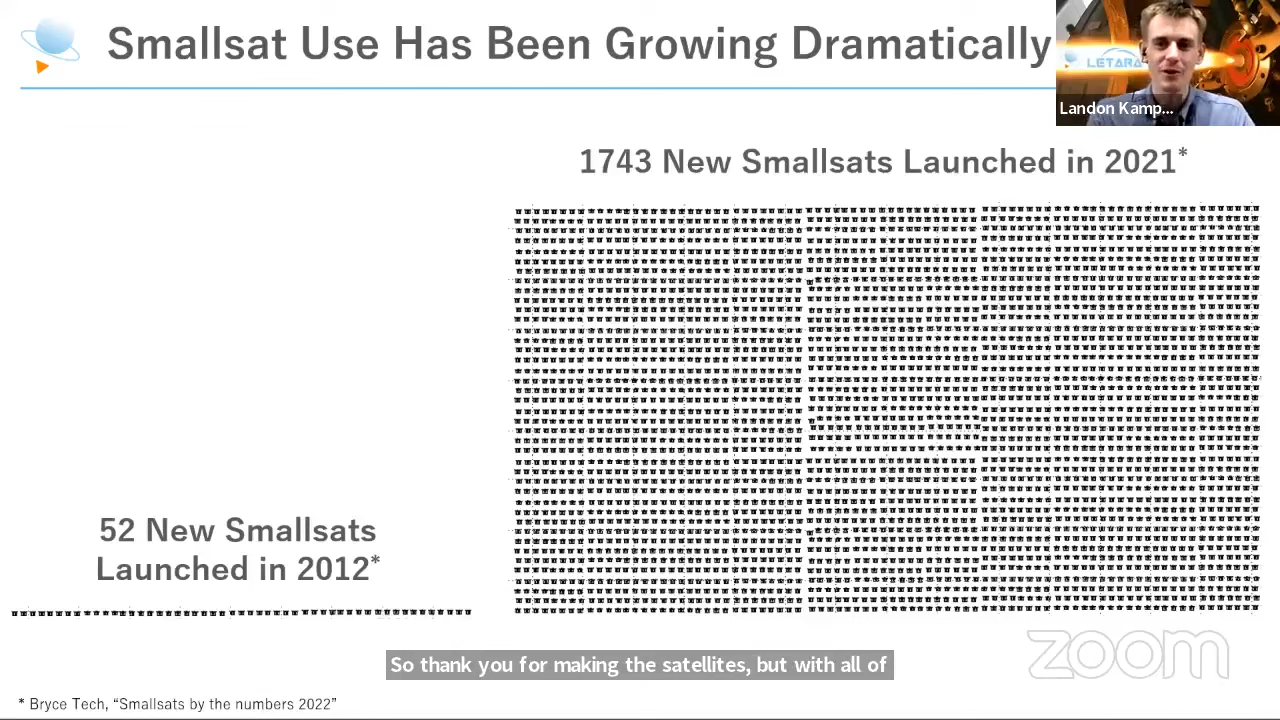 Smallsat Use Has Been Growing Dramatically
LETARA
Landon Kamp...
1743 New Smallsats Launched in 2021*
52 New Smallsats
Launched in 2012*
So thank you for making the satellites, but with all of
zoom
* Bryce Tech, “Smallsats by the numbers 2022”